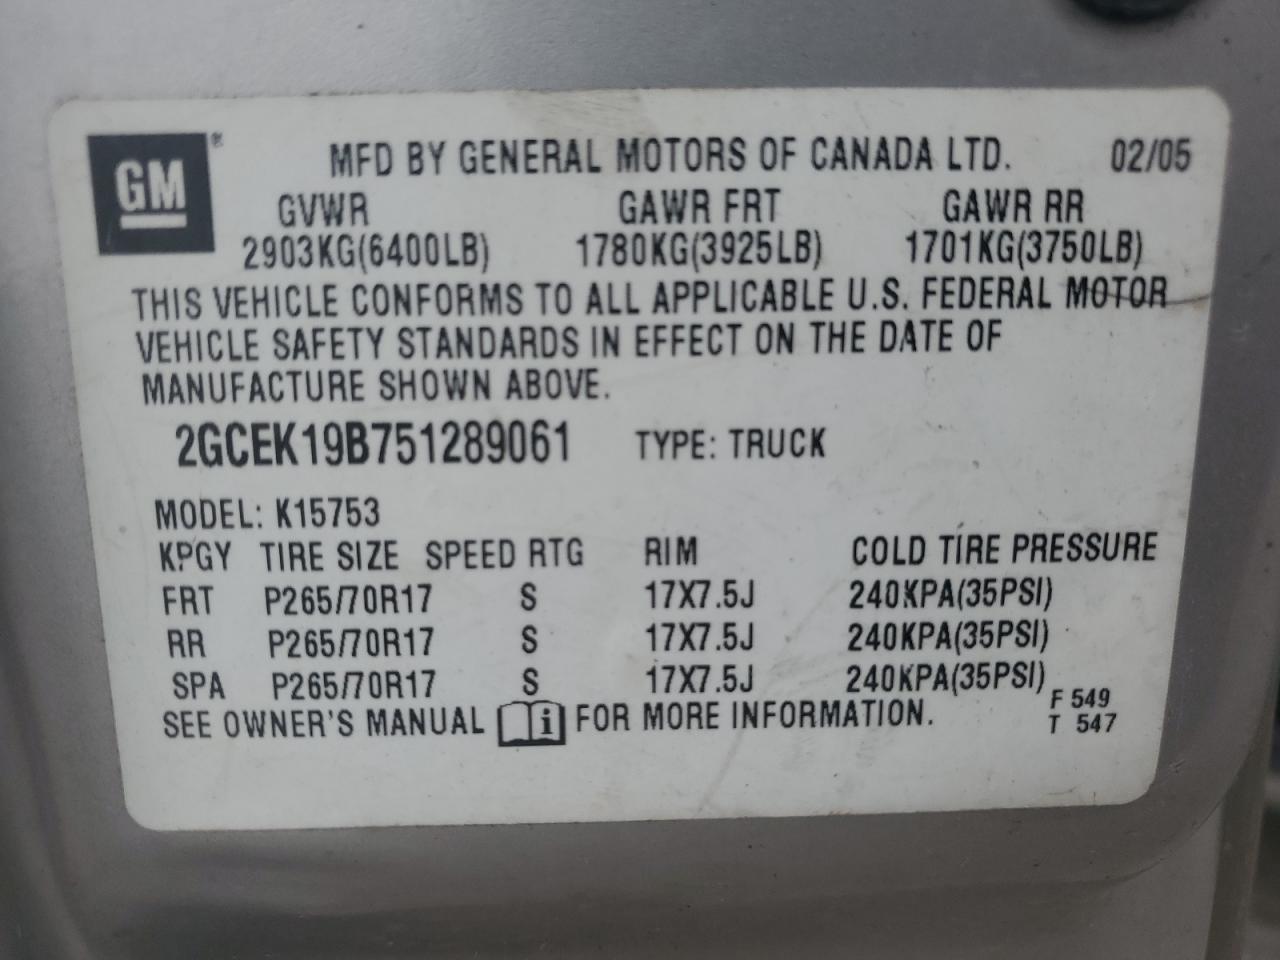 GM®
MFD BY GENERAL MOTORS OF CANADA LTD. 02/05
GVWR GAWR FRT GAWR RR
2903KG(6400LB) 1780KG(3925LB) 1701KG(3750LB)
THIS VEHICLE CONFORMS TO ALL APPLICABLE U.S. FEDERAL MOTOR
VEHICLE SAFETY STANDARDS IN EFFECT ON THE DATE OF
MANUFACTURE SHOWN ABOVE.
2GCEK19B751289061 TYPE: TRUCK
MODEL: K15753
KPGY TIRE SIZE SPEED RTG RIM COLD TIRE PRESSURE
FRT P265/70R17 S 17X7.5J 240KPA(35PSI)
RR P265/70R17 S 17X7.5J 240KPA(35PSI)
SPA P265/70R17 S 17X7.5J 240KPA(35PSI)
SEE OWNER'S MANUAL i FOR MORE INFORMATION.
F 549
T 547